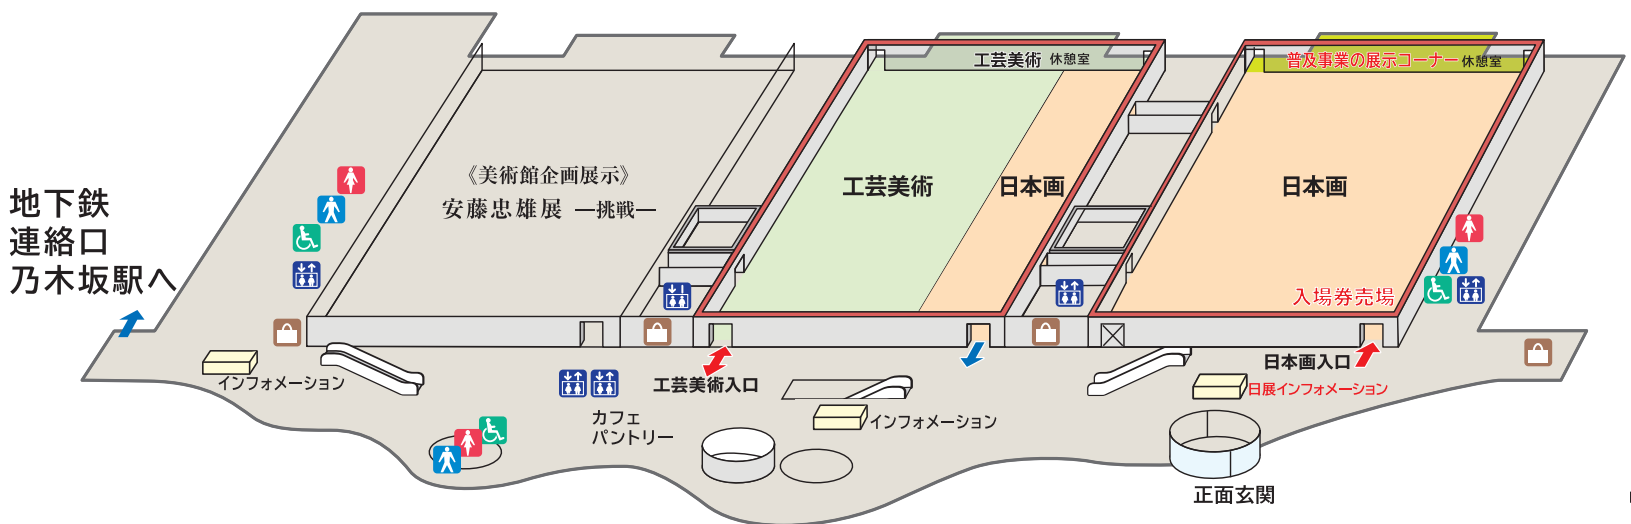 工芸美術 休憩室
普及事業の展示コーナー 休憩室
《美術館企画展示》
安藤忠雄展 ―挑戦―
工芸美術
日本画
日本画
地下鉄
連絡口
乃木坂駅へ
入場券売場
インフォメーション
工芸美術入口
日本画入口
日展インフォメーション
カフェ
パントリー
インフォメーション
正面玄関